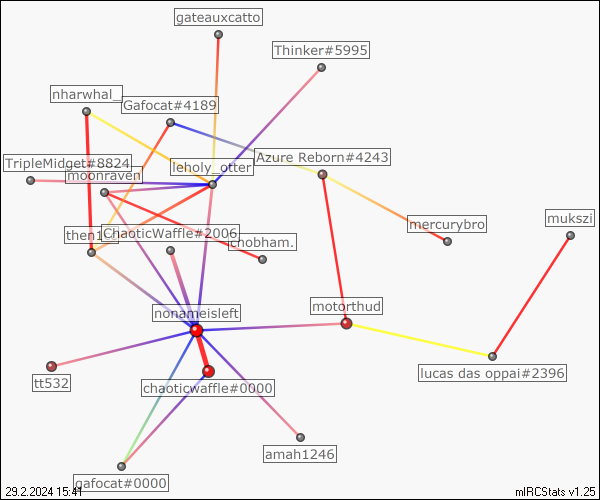 gateauxcatto
Thinker#5995
nharwhal_
Gafocat#4189
TripleMidget#8824
moonraven
leholy_otter
Azure Reborn#4243
mukszi
mercurybro
ChaoticWaffle#2006
chobham.
nonameisleft
motorthud
tt532
chaoticwaffle#0000
lucas das oppai#2396
amah1246
gafocat#0000
29.2.2024 15:41
mIRCStats v1.25